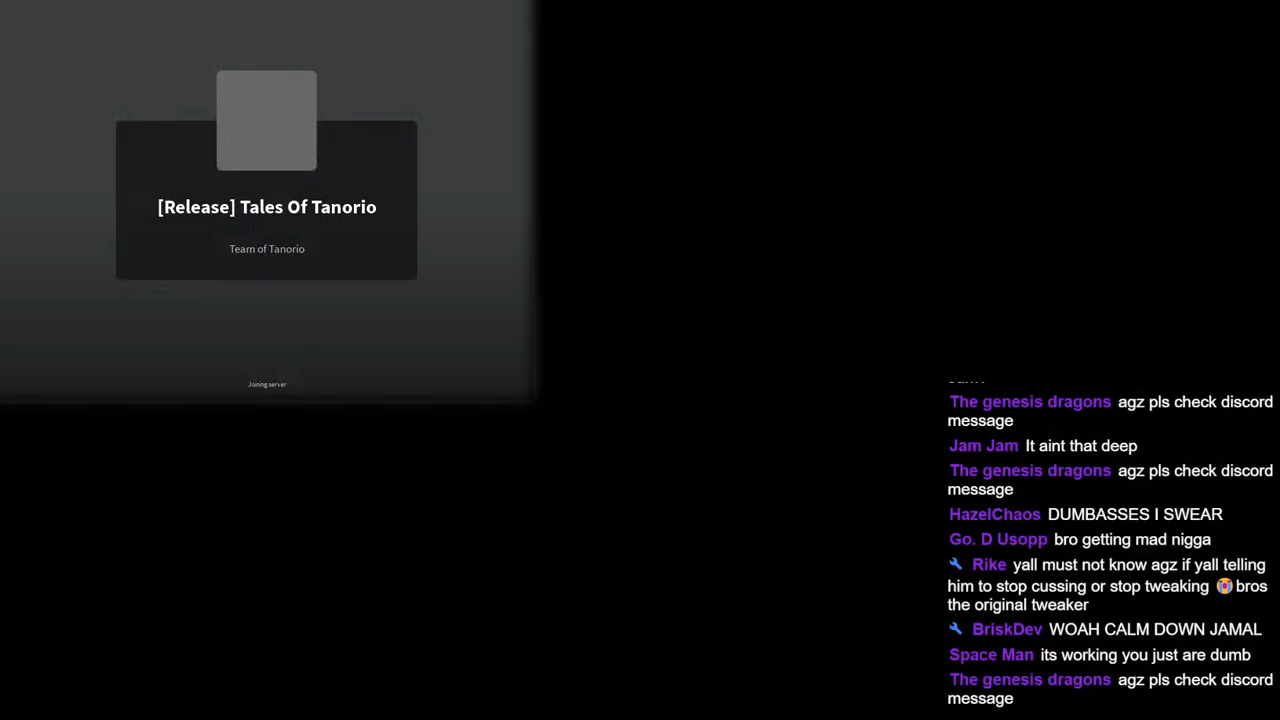 [Release] Tales Of Tanorio
Team of Tanorio
Joining server
The genesis dragons agz pls check discord
message
Jam Jam It aint that deep
The genesis dragons agz pls check discord
message
HazelChaos DUMBASSES I SWEAR
Go. D Usopp bro getting mad nigga
Rike yall must not know agz if yall telling
him to stop cussing or stop tweaking 😭 bros
the original tweaker
BriskDev WOAH CALM DOWN JAMAL
Space Man its working you just are dumb
The genesis dragons agz pls check discord
message